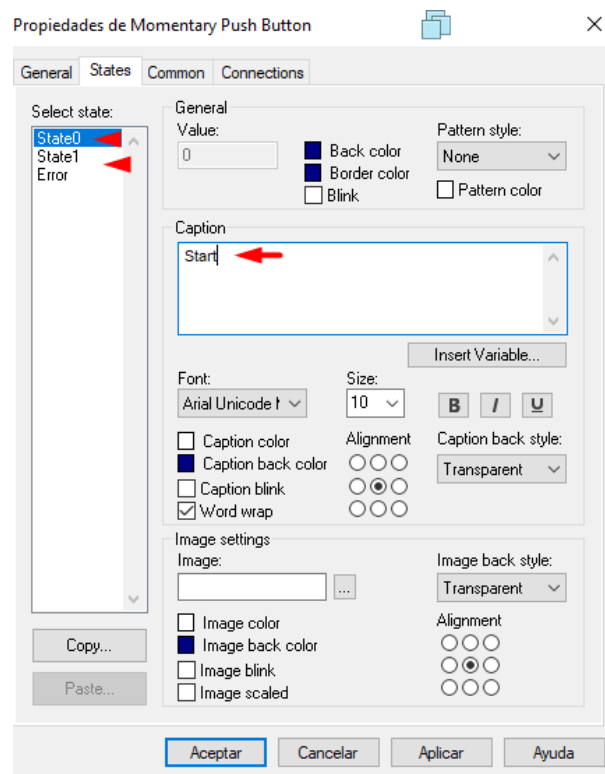 Propiedades de Momentary Push Button
General States Common Connections
Select state:
State0
State1
Error
Copy...
Paste...
General
Value:
0
Back color
Border color
Blink
Pattern style:
None
Pattern color
Caption
Start
Insert Variable...
Font:
Size:
Arial Unicode
10
B I U
Caption color
Caption back color
Caption blink
Word wrap
Alignment
Caption back style:
Transparent
Image settings
Image:
...
Image back style:
Transparent
Image color
Image back color
Image blink
Image scaled
Alignment
Aceptar Cancelar Aplicar Ayuda